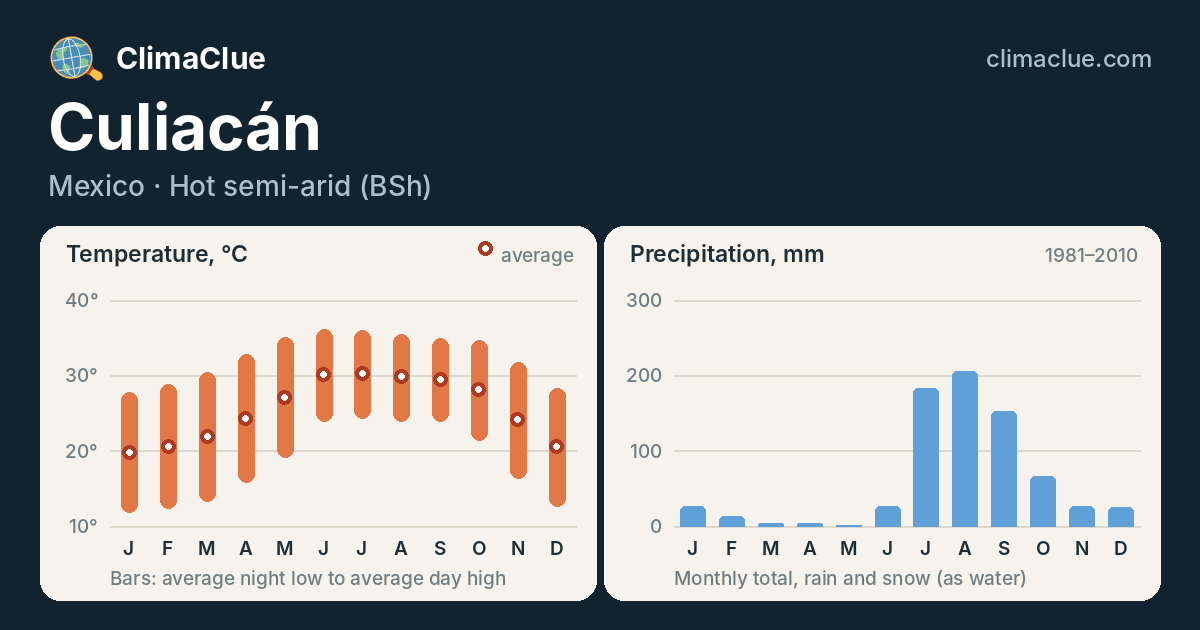 ClimaClue
climaclue.com
Culiacán
Mexico · Hot semi-arid (BSh)
Temperature, °C
average
40°
30°
20°
10°
J F M A M J J A S O N D
Bars: average night low to average day high
Precipitation, mm
1981–2010
300
200
100
0
J F M A M J J A S O N D
Monthly total, rain and snow (as water)